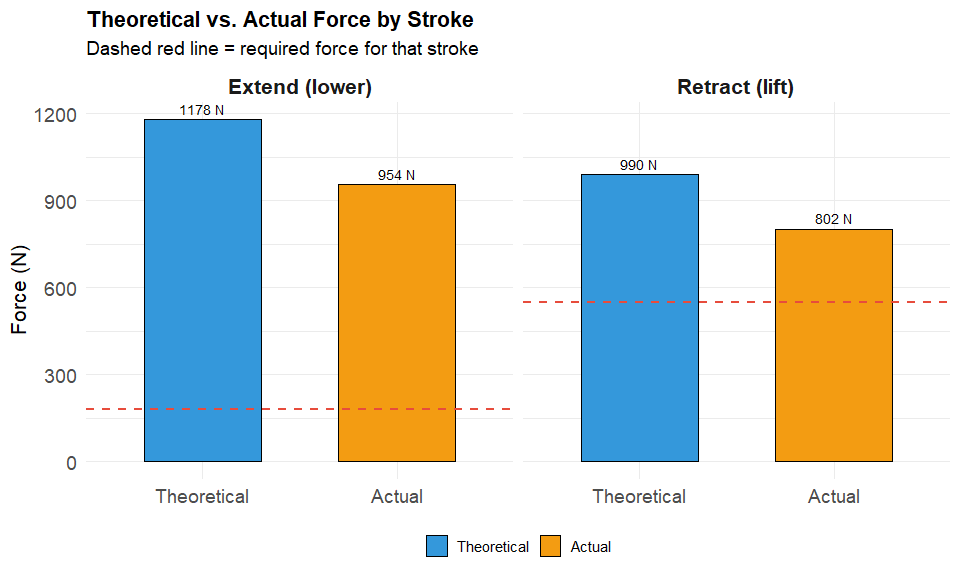 Theoretical vs. Actual Force by Stroke
Dashed red line = required force for that stroke
Extend (lower)
Retract (lift)
Force (N)
1200
900
600
300
0
1178 N
954 N
990 N
802 N
Theoretical
Actual
Theoretical
Actual
Theoretical
Actual